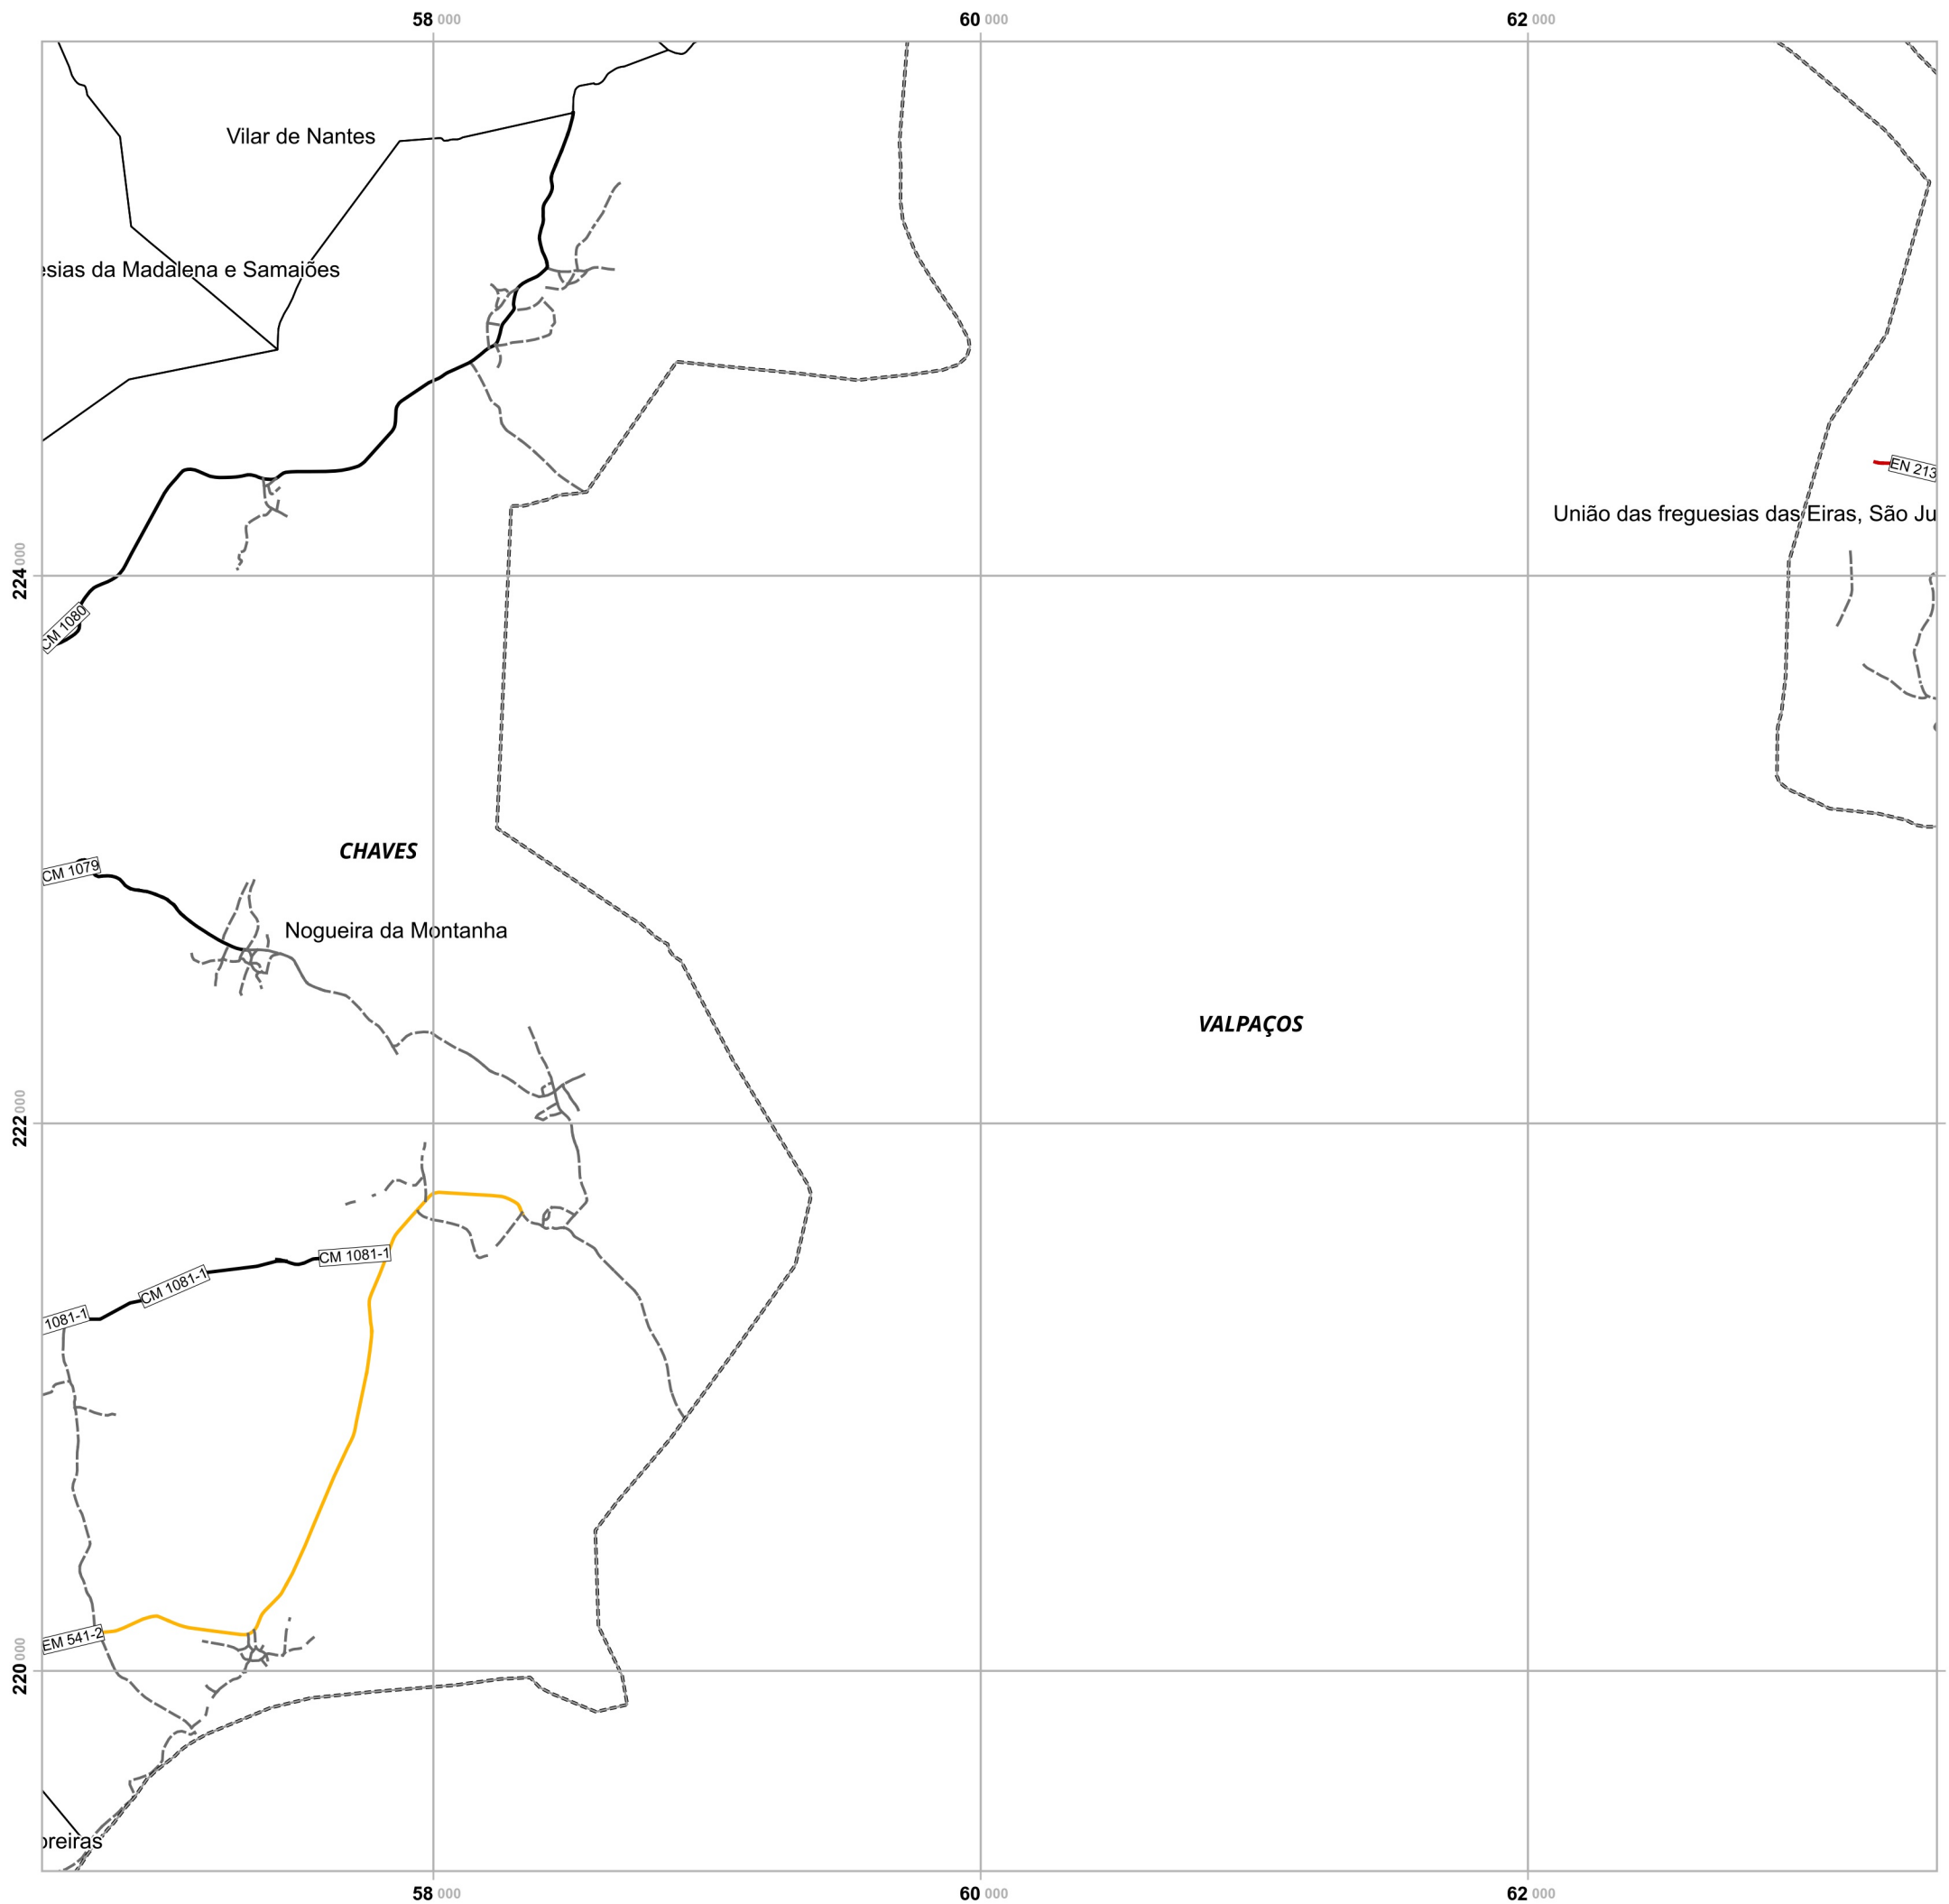 58 000
60 000
62 000
Vilar de Nantes
esias da Madalena e Samaiões
EN 213
União das freguesias das Eiras, São Ju
224 000
CM 1080
CHAVES
CM 1079
Nogueira da Montanha
VALPAÇOS
222 000
CM 1081-1
CM 1081-1
1081-1
EM 541-2
220 000
oreiras
58 000
60 000
62 000